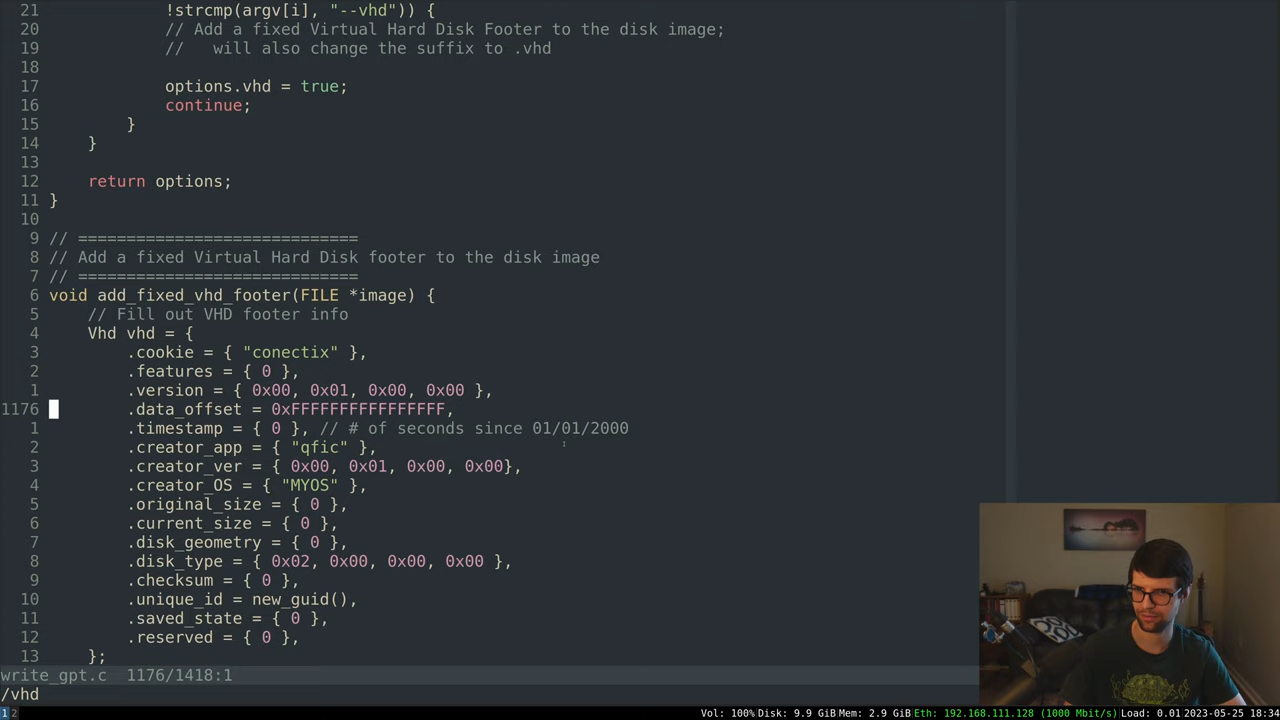 21 !strcmp(argv[i], "--vhd")) {
20 // Add a fixed Virtual Hard Disk Footer to the disk image;
19 // will also change the suffix to .vhd
18
17 options.vhd = true;
16 continue;
15 }
14 }
13
12 return options;
11 }
10
9 // =============================
8 // Add a fixed Virtual Hard Disk footer to the disk image
7 // =============================
6 void add_fixed_vhd_footer(FILE *image) {
5 // Fill out VHD footer info
4 Vhd vhd = {
3 .cookie = { "conectix" },
2 .features = { 0 },
1 .version = { 0x00, 0x01, 0x00, 0x00 },
1176 .data_offset = 0xFFFFFFFFFFFFFFFF,
1 .timestamp = { 0 }, // # of seconds since 01/01/2000
2 .creator_app = { "qfic" },
3 .creator_ver = { 0x00, 0x01, 0x00, 0x00},
4 .creator_OS = { "MYOS" },
5 .original_size = { 0 },
6 .current_size = { 0 },
7 .disk_geometry = { 0 },
8 .disk_type = { 0x02, 0x00, 0x00, 0x00 },
9 .checksum = { 0 },
10 .unique_id = new_guid(),
11 .saved_state = { 0 },
12 .reserved = { 0 },
13 };
write_gpt.c 1176/1418:1
/vhd
1 2 Vol: 100% Disk: 9.9 GiB Mem: 2.9 GiB Eth: 192.168.111.128 (1000 Mbit/s) Load: 0.01 2023-05-25 18:34